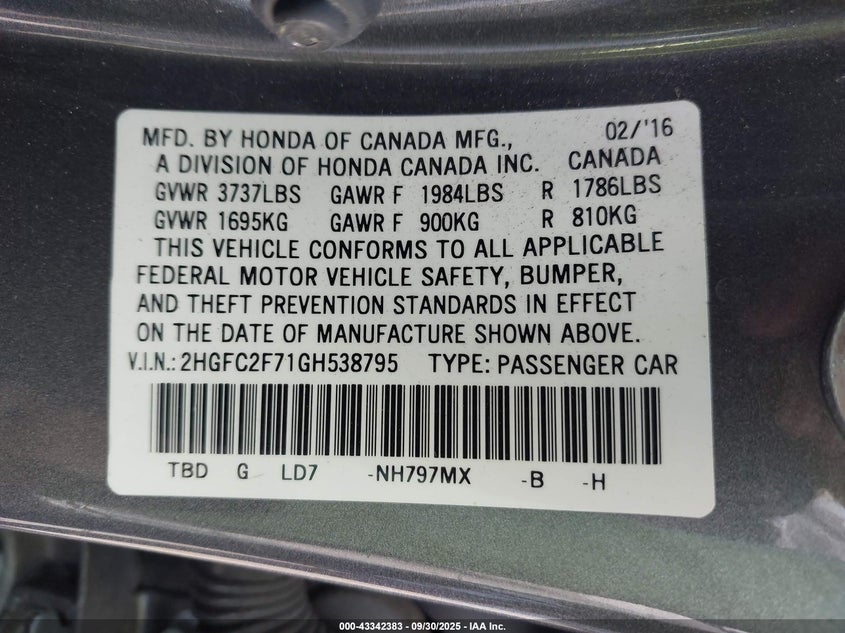 MFD. BY HONDA OF CANADA MFG., 02/'16
A DIVISION OF HONDA CANADA INC. CANADA
GVWR 3737LBS GAWR F 1984LBS R 1786LBS
GVWR 1695KG GAWR F 900KG R 810KG
THIS VEHICLE CONFORMS TO ALL APPLICABLE
FEDERAL MOTOR VEHICLE SAFETY, BUMPER,
AND THEFT PREVENTION STANDARDS IN EFFECT
ON THE DATE OF MANUFACTURE SHOWN ABOVE.
V.I.N.: 2HGFC2F71GH538795 TYPE: PASSENGER CAR
TBD G LD7 -NH797MX -B -H
000-43342383 - 09/30/2025 - IAA Inc.